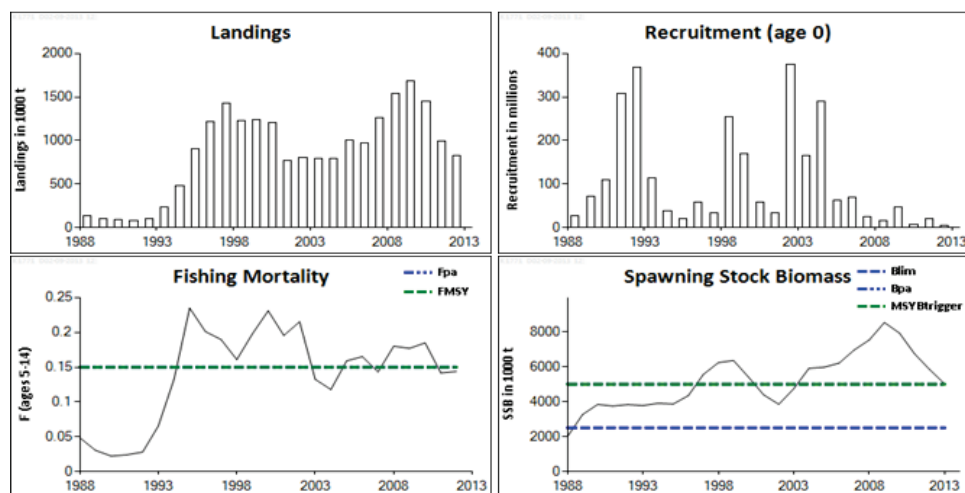 Landings
Landings in 1000 t
2000
1500
1000
500
0
1988 1993 1998 2003 2008 2013
Recruitment (age 0)
Recruitment in millions
400
300
200
100
0
1988 1993 1998 2003 2008 2013
Fishing Mortality
Fpa
FMSY
F (ages 5-14)
0.25
0.2
0.15
0.1
0.05
0
1988 1993 1998 2003 2008 2013
Spawning Stock Biomass
Blim
Bpa
MSYBtrigger
SSB in 1000 t
8000
6000
4000
2000
0
1988 1993 1998 2003 2008 2013